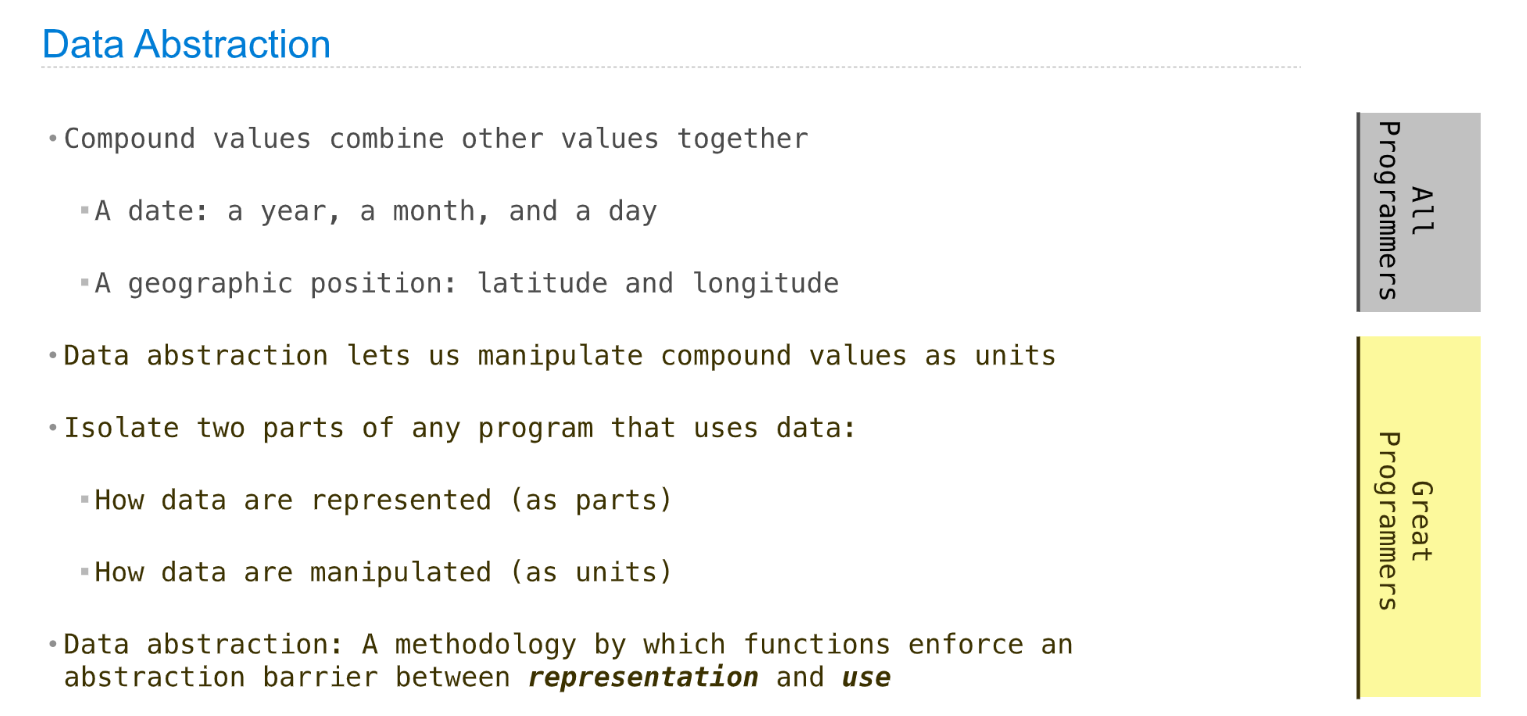 Data Abstraction
• Compound values combine other values together
▪ A date: a year, a month, and a day
▪ A geographic position: latitude and longitude
• Data abstraction lets us manipulate compound values as units
• Isolate two parts of any program that uses data:
▪ How data are represented (as parts)
▪ How data are manipulated (as units)
• Data abstraction: A methodology by which functions enforce an
abstraction barrier between representation and use
All
Programmers
Great
Programmers